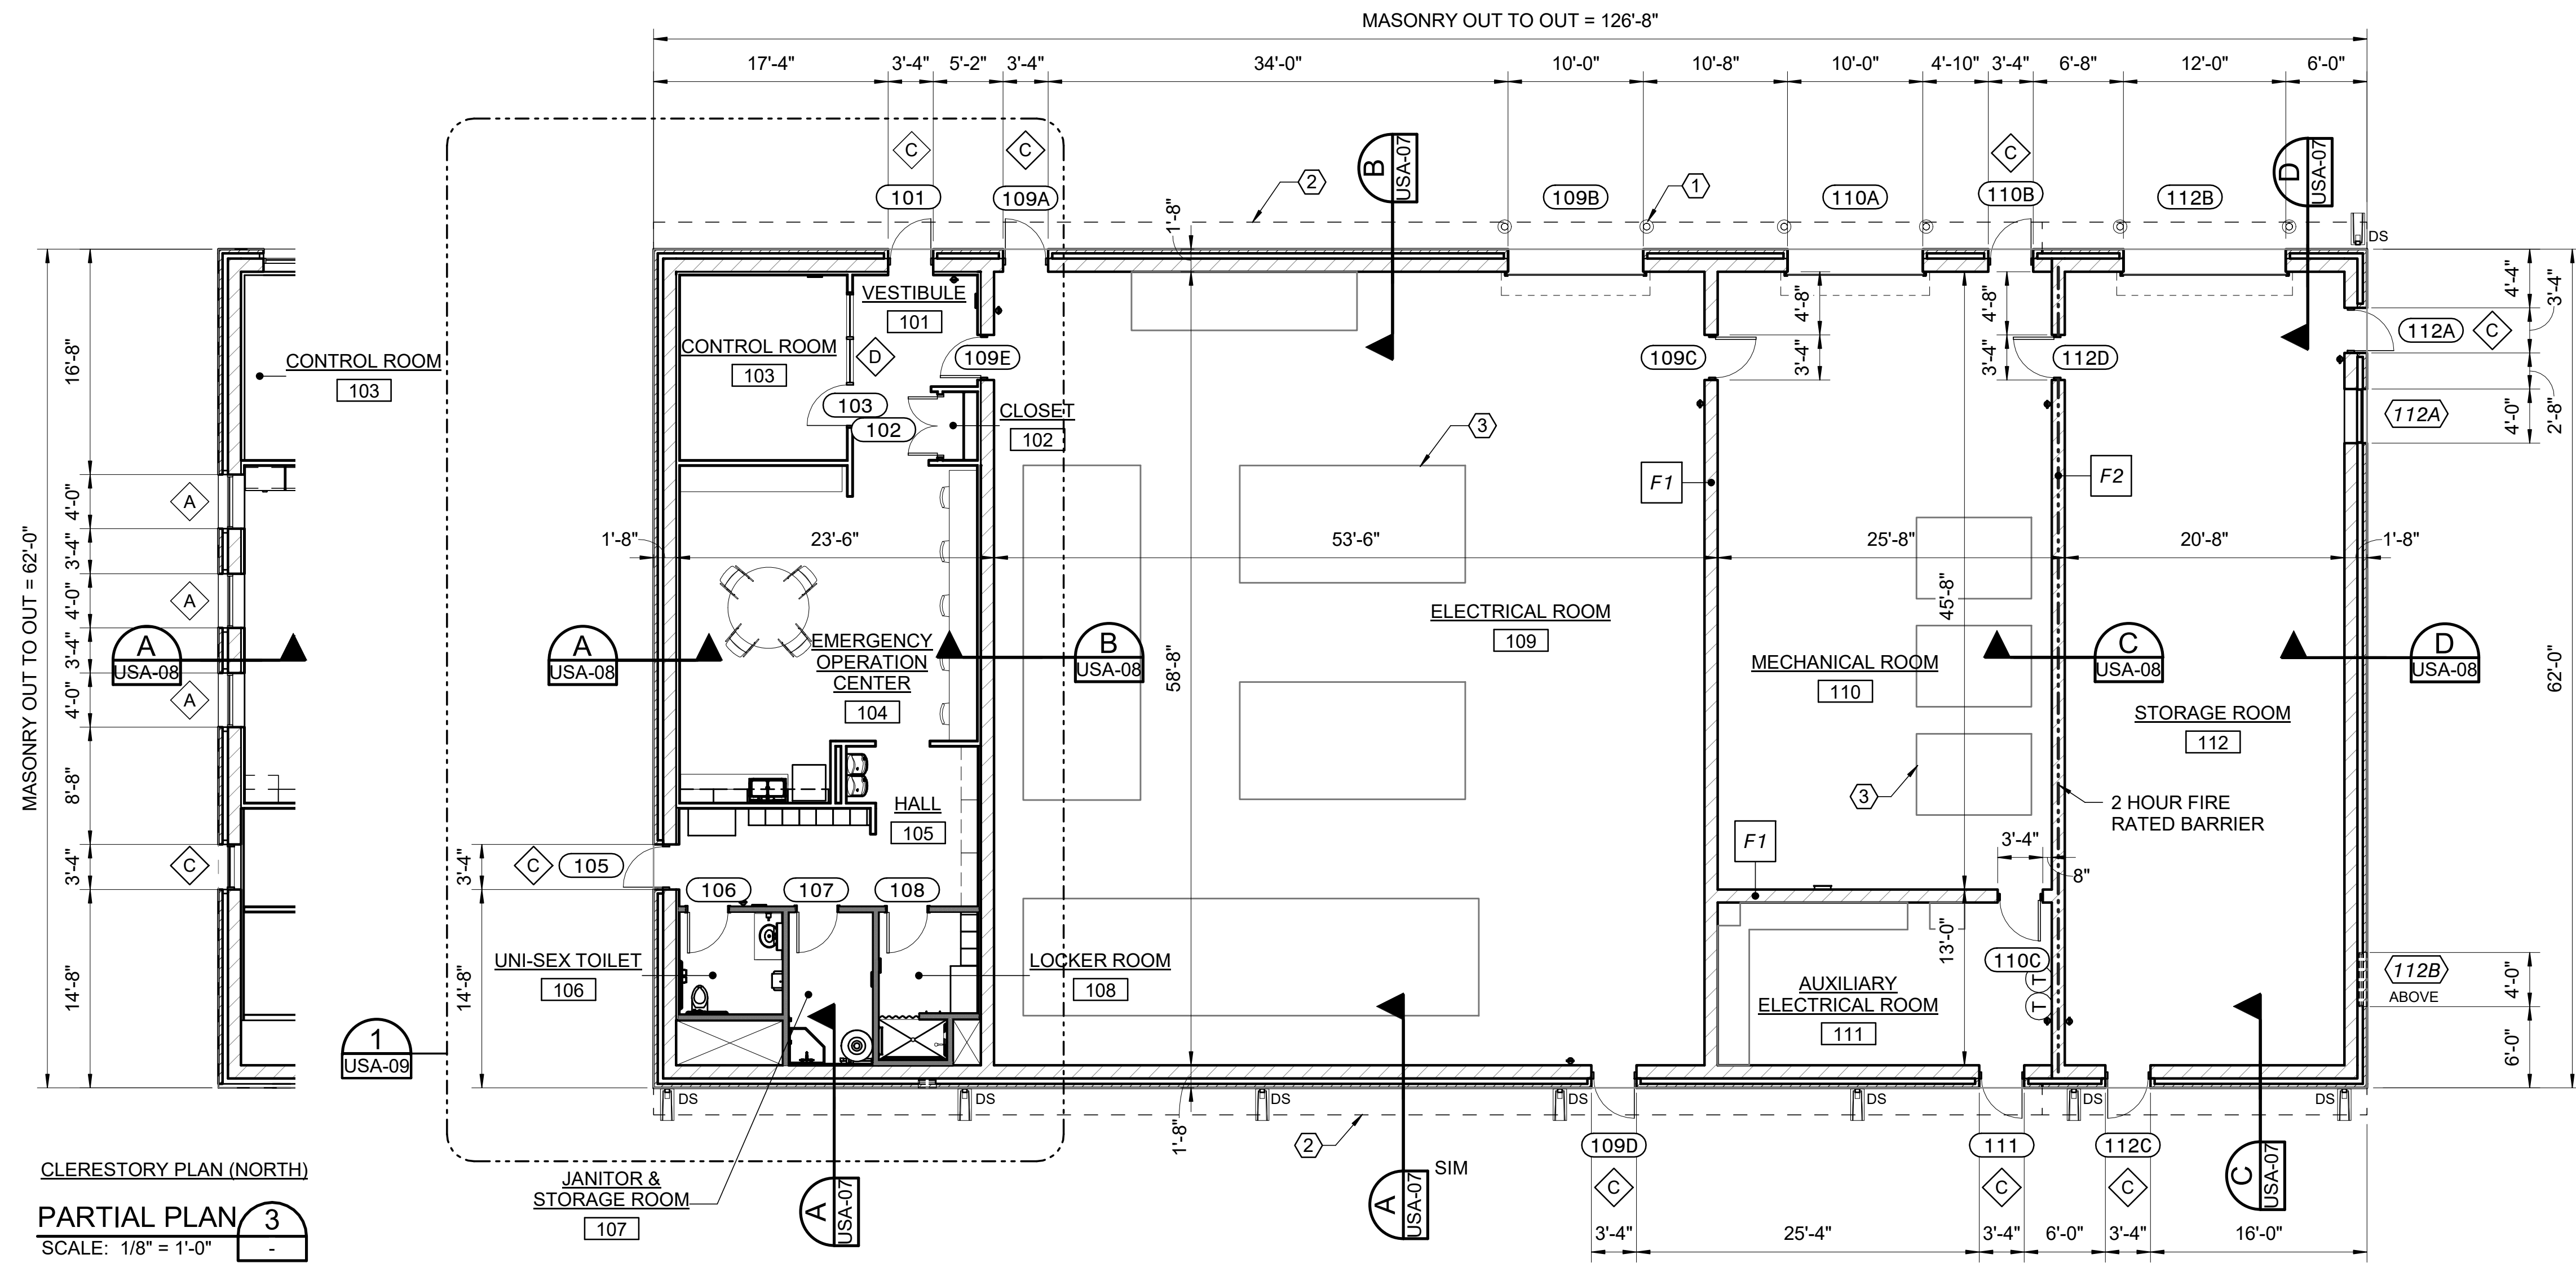 MASONRY OUT TO OUT = 126'-8"
17'-4" 3'-4" 5'-2" 3'-4" 34'-0" 10'-0" 10'-8" 10'-0" 4'-10" 3'-4" 6'-8" 12'-0" 6'-0"
C C C
2 B USA-07 1 D USA-07
101 109A 109B 110A 110B 112B
1'-8"
DS
MASONRY OUT TO OUT = 62'-0"
16'-8"
4'-0"
3'-4"
4'-0"
3'-4"
4'-0"
8'-8"
3'-4"
14'-8"
CONTROL ROOM
103
A
A
A
C
A
USA-08
VESTIBULE
101
CONTROL ROOM
103
D
109E
103
102
CLOSET
102
3
4'-8"
3'-4"
109C
4'-8"
3'-4"
112D
4'-4"
3'-4"
112A C
2'-8"
4'-0"
112A
F1
F2
1'-8" 23'-6" 53'-6" 25'-8" 20'-8" 1'-8"
58'-8"
45'-8"
62'-0"
A
USA-08
EMERGENCY
OPERATION
CENTER
104
B
USA-08
ELECTRICAL ROOM
109
MECHANICAL ROOM
110
C
USA-08
D
USA-08
STORAGE ROOM
112
3
2 HOUR FIRE
RATED BARRIER
HALL
105
F1
3'-4"
8"
3'-4"
C 105
106 107 108
14'-8"
13'-0"
UNI-SEX TOILET
106
LOCKER ROOM
108
110C
T
T
AUXILIARY
ELECTRICAL ROOM
111
112B
ABOVE
4'-0"
6'-0"
1
USA-09
DS DS DS DS DS DS DS
1'-8"
2
109D 111 112C
JANITOR &
STORAGE ROOM
107
A USA-07
A USA-07
SIM
C C C
C USA-07
3'-4" 25'-4" 3'-4" 6'-0" 3'-4" 16'-0"
CLERESTORY PLAN (NORTH)
PARTIAL PLAN 3
SCALE: 1/8" = 1'-0" -